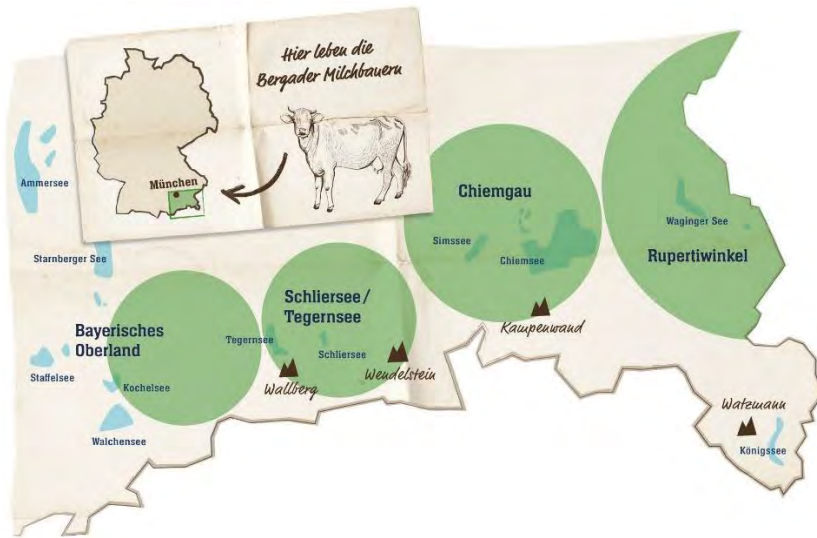 Hier leben die
Bergader Milchbauern
München
Ammersee
Starnberger See
Chiemgau
Simssee
Chiemsee
Waginger See
Rupertiwinkel
Bayerisches
Oberland
Staffelsee
Kochelsee
Walchensee
Schliersee/
Tegernsee
Tegernsee
Schliersee
Wallberg
Wendelstein
Kampenwand
Watzmann
Königssee